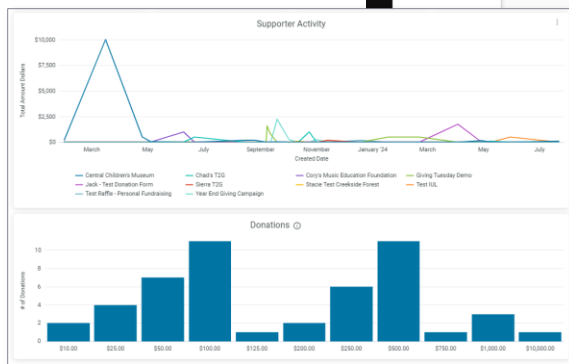 Supporter Activity
Total Amount Dollars
$10,000
$7,500
$5,000
$2,500
$0
March May July September November January '24 March May July
Created Date
Central Children's Museum Chad's T2G Cory's Music Education Foundation Giving Tuesday Demo
Jack - Test Donation Form Sierra T2G Stacie Test Creekside Forest Test IUL
Test Raffle - Personal Fundraising Year End Giving Campaign
Donations
# of Donations
10
8
6
4
2
0
$10.00 $25.00 $50.00 $100.00 $125.00 $200.00 $250.00 $500.00 $750.00 $1,000.00 $10,000.00